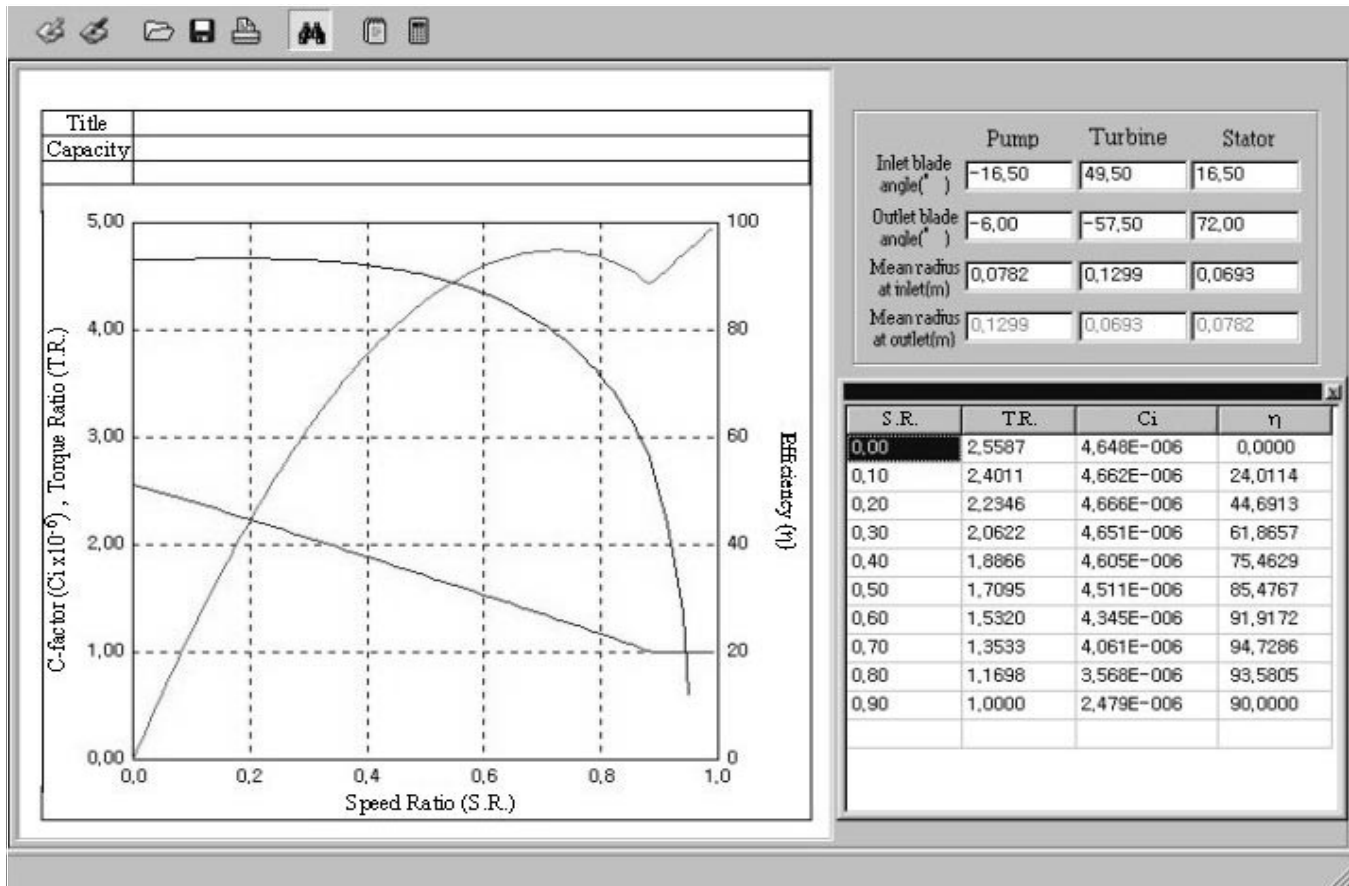 Title
Capacity
5,00
4,00
3,00
2,00
1,00
0,00
C-factor (Ci x10⁻⁶) , Torque Ratio (T.R.)
100
80
60
40
20
0
Efficiency (η)
0,0 0,2 0,4 0,6 0,8 1,0
Speed Ratio (S.R.)
Pump Turbine Stator
Inlet blade
angle(° ) -16,50 49,50 16,50
Outlet blade
angle(° ) -6,00 -57,50 72,00
Mean radius
at inlet(m) 0,0782 0,1299 0,0693
Mean radius
at outlet(m) 0,1299 0,0693 0,0782
x
S.R. T.R. Ci η
0,00 2,5587 4,648E-006 0,0000
0,10 2,4011 4,662E-006 24,0114
0,20 2,2346 4,666E-006 44,6913
0,30 2,0622 4,651E-006 61,8657
0,40 1,8866 4,605E-006 75,4629
0,50 1,7095 4,511E-006 85,4767
0,60 1,5320 4,345E-006 91,9172
0,70 1,3533 4,061E-006 94,7286
0,80 1,1698 3,568E-006 93,5805
0,90 1,0000 2,479E-006 90,0000